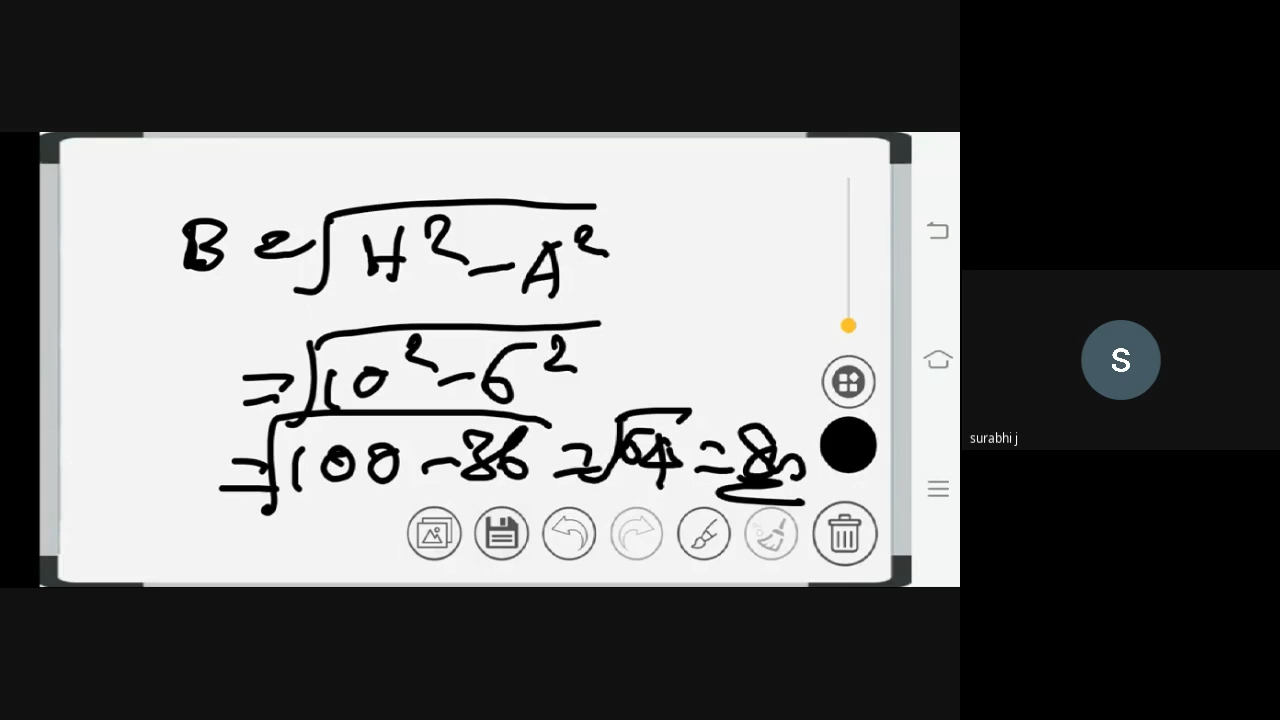 B = √H² - A²
= √10² - 6²
= √100 - 36 = √64 = 8
S
surabhi j